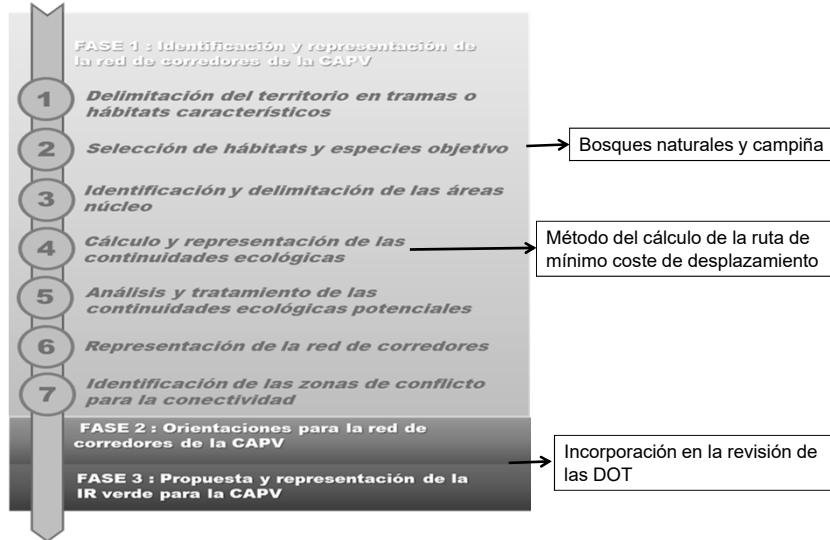 FASE 1 : Identificación y representación de
la red de corredores de la CAPV
1
Delimitación del territorio en tramas o
hábitats característicos
2
Selección de hábitats y especies objetivo
Bosques naturales y campiña
3
Identificación y delimitación de las áreas
núcleo
4
Cálculo y representación de las
continuidades ecológicas
Método del cálculo de la ruta de
mínimo coste de desplazamiento
5
Análisis y tratamiento de las
continuidades ecológicas potenciales
6
Representación de la red de corredores
7
Identificación de las zonas de conflicto
para la conectividad
FASE 2 : Orientaciones para la red de
corredores de la CAPV
FASE 3 : Propuesta y representación de la
IR verde para la CAPV
Incorporación en la revisión de
las DOT